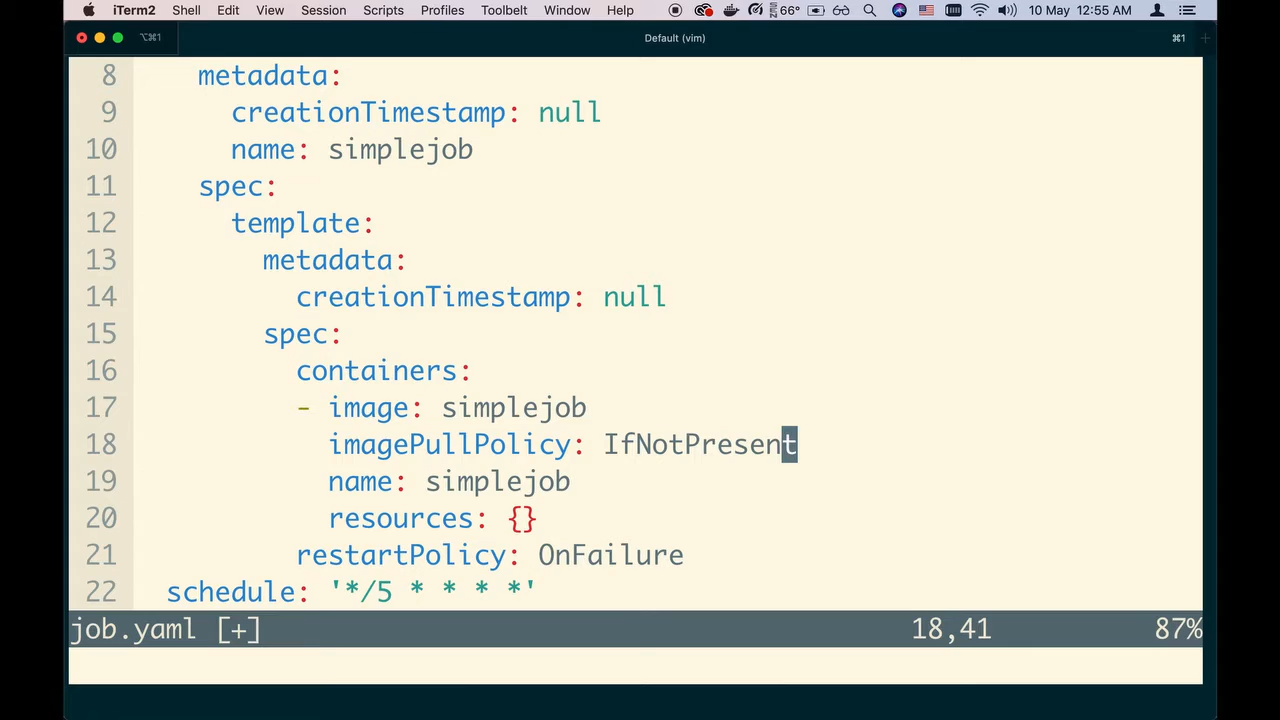 iTerm2 Shell Edit View Session Scripts Profiles Toolbelt Window Help 66° 10 May 12:55 AM
⌥⌘1 Default (vim) ⌘1
8 metadata:
9 creationTimestamp: null
10 name: simplejob
11 spec:
12 template:
13 metadata:
14 creationTimestamp: null
15 spec:
16 containers:
17 - image: simplejob
18 imagePullPolicy: IfNotPresent
19 name: simplejob
20 resources: {}
21 restartPolicy: OnFailure
22 schedule: '*/5 * * * *'
job.yaml [+] 18,41 87%